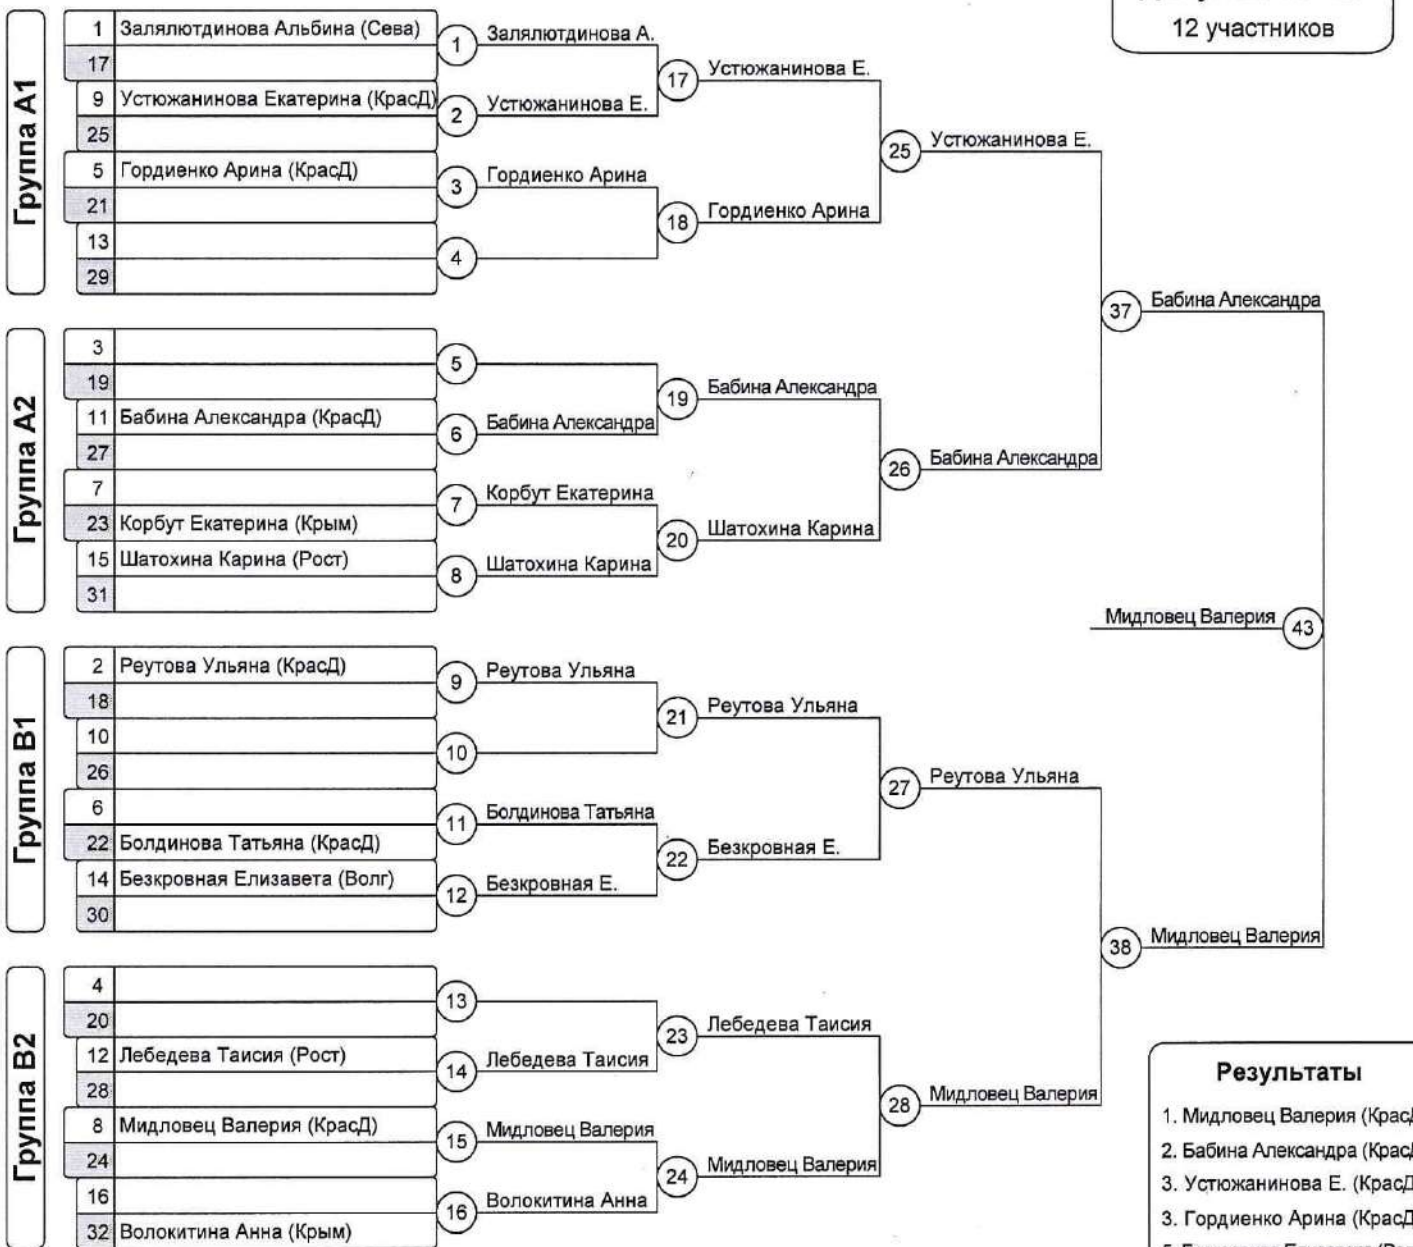 12 участников
Группа А1
1 Залялютдинова Альбина (Сева)
17
9 Устюжанинова Екатерина (КрасД)
25
5 Гордиенко Арина (КрасД)
21
13
29
1 Залялютдинова А.
2 Устюжанинова Е.
3 Гордиенко Арина
4
17 Устюжанинова Е.
18 Гордиенко Арина
25 Устюжанинова Е.
Группа А2
3
19
11 Бабина Александра (КрасД)
27
7
23 Корбут Екатерина (Крым)
15 Шатохина Карина (Рост)
31
5
6 Бабина Александра
7 Корбут Екатерина
8 Шатохина Карина
19 Бабина Александра
20 Шатохина Карина
26 Бабина Александра
37 Бабина Александра
Группа В1
2 Реутова Ульяна (КрасД)
18
10
26
6
22 Болдинова Татьяна (КрасД)
14 Безкровная Елизавета (Волг)
30
9 Реутова Ульяна
10
11 Болдинова Татьяна
12 Безкровная Е.
21 Реутова Ульяна
22 Безкровная Е.
27 Реутова Ульяна
Группа В2
4
20
12 Лебедева Таисия (Рост)
28
8 Мидловец Валерия (КрасД)
24
16
32 Волокитина Анна (Крым)
13
14 Лебедева Таисия
15 Мидловец Валерия
16 Волокитина Анна
23 Лебедева Таисия
24 Мидловец Валерия
28 Мидловец Валерия
38 Мидловец Валерия
Мидловец Валерия 43
Результаты
1. Мидловец Валерия (КрасД
2. Бабина Александра (КрасД
3. Устюжанинова Е. (КрасД
3. Гордиенко Арина (КрасД